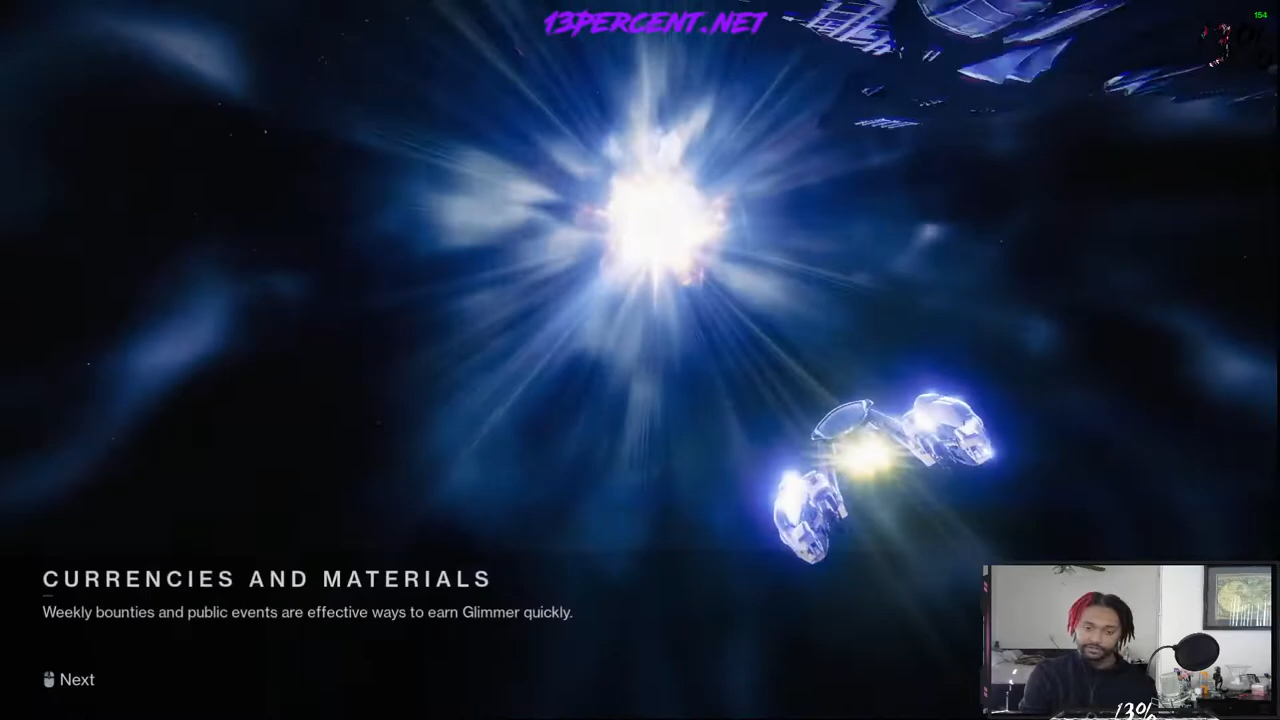 13PERCENT.NET
154
CURRENCIES AND MATERIALS
Weekly bounties and public events are effective ways to earn Glimmer quickly.
Next
13%